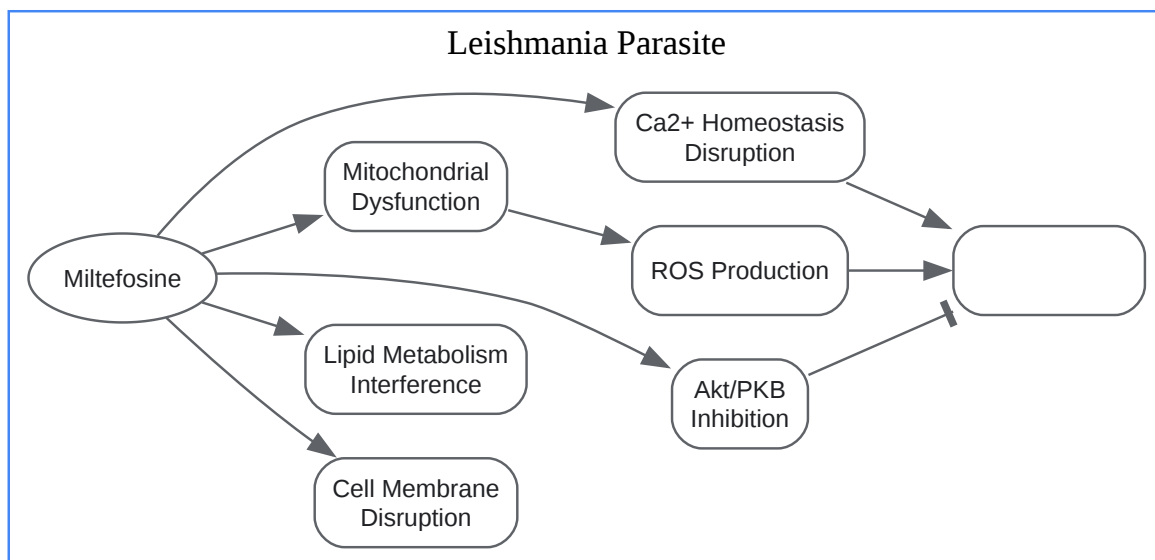 Leishmania Parasite
Ca2+ Homeostasis
Disruption
Mitochondrial
Dysfunction
Miltefosine
ROS Production
Lipid Metabolism
Interference
Akt/PKB
Inhibition
Cell Membrane
Disruption